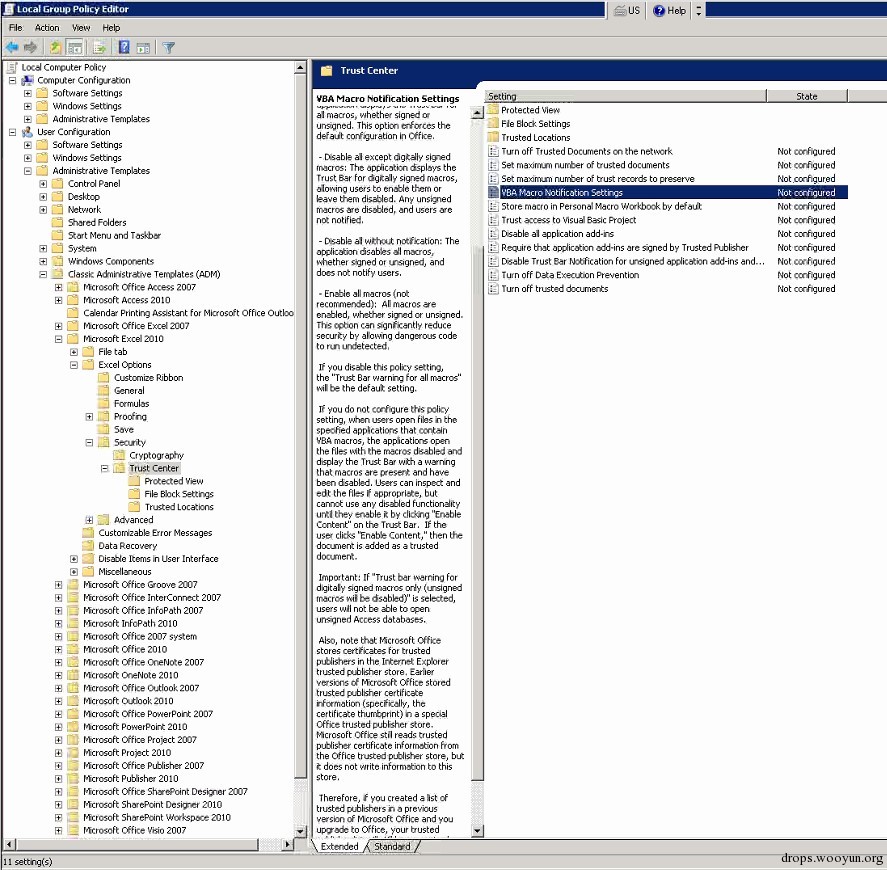 Local Group Policy Editor
US
Help
File Action View Help
Local Computer Policy
Computer Configuration
Software Settings
Windows Settings
Administrative Templates
User Configuration
Software Settings
Windows Settings
Administrative Templates
Control Panel
Desktop
Network
Shared Folders
Start Menu and Taskbar
System
Windows Components
Classic Administrative Templates (ADM)
Microsoft Office Access 2007
Microsoft Access 2010
Calendar Printing Assistant for Microsoft Office Outloo
Microsoft Office Excel 2007
Microsoft Excel 2010
File tab
Excel Options
Customize Ribbon
General
Formulas
Proofing
Save
Security
Cryptography
Trust Center
Protected View
File Block Settings
Trusted Locations
Advanced
Customizable Error Messages
Data Recovery
Disable Items in User Interface
Miscellaneous
Microsoft Office Groove 2007
Microsoft Office InterConnect 2007
Microsoft Office InfoPath 2007
Microsoft InfoPath 2010
Microsoft Office 2007 system
Microsoft Office 2010
Microsoft Office OneNote 2007
Microsoft OneNote 2010
Microsoft Office Outlook 2007
Microsoft Outlook 2010
Microsoft Office PowerPoint 2007
Microsoft PowerPoint 2010
Microsoft Office Project 2007
Microsoft Project 2010
Microsoft Office Publisher 2007
Microsoft Publisher 2010
Microsoft Office SharePoint Designer 2007
Microsoft SharePoint Designer 2010
Microsoft SharePoint Workspace 2010
Microsoft Office Visio 2007
Trust Center
VBA Macro Notification Settings
application displays the Trust Bar for
all macros, whether signed or
unsigned. This option enforces the
default configuration in Office.
- Disable all except digitally signed
macros: The application displays the
Trust Bar for digitally signed macros,
allowing users to enable them or
leave them disabled. Any unsigned
macros are disabled, and users are
not notified.
- Disable all without notification: The
application disables all macros,
whether signed or unsigned, and
does not notify users.
- Enable all macros (not
recommended): All macros are
enabled, whether signed or unsigned.
This option can significantly reduce
security by allowing dangerous code
to run undetected.
If you disable this policy setting,
the "Trust Bar warning for all macros"
will be the default setting.
If you do not configure this policy
setting, when users open files in the
specified applications that contain
VBA macros, the applications open
the files with the macros disabled and
display the Trust Bar with a warning
that macros are present and have
been disabled. Users can inspect and
edit the files if appropriate, but
cannot use any disabled functionality
until they enable it by clicking "Enable
Content" on the Trust Bar. If the
user clicks "Enable Content," then the
document is added as a trusted
document.
Important: If "Trust bar warning for
digitally signed macros only (unsigned
macros will be disabled)" is selected,
users will not be able to open
unsigned Access databases.
Also, note that Microsoft Office
stores certificates for trusted
publishers in the Internet Explorer
trusted publisher store. Earlier
versions of Microsoft Office stored
trusted publisher certificate
information (specifically, the
certificate thumbprint) in a special
Office trusted publisher store.
Microsoft Office still reads trusted
publisher certificate information from
the Office trusted publisher store, but
it does not write information to this
store.
Therefore, if you created a list of
trusted publishers in a previous
version of Microsoft Office and you
upgrade to Office, your trusted
Setting State
Protected View
File Block Settings
Trusted Locations
Turn off Trusted Documents on the network Not configured
Set maximum number of trusted documents Not configured
Set maximum number of trust records to preserve Not configured
VBA Macro Notification Settings Not configured
Store macro in Personal Macro Workbook by default Not configured
Trust access to Visual Basic Project Not configured
Disable all application add-ins Not configured
Require that application add-ins are signed by Trusted Publisher Not configured
Disable Trust Bar Notification for unsigned application add-ins and... Not configured
Turn off Data Execution Prevention Not configured
Turn off trusted documents Not configured
Extended Standard
11 setting(s)
drops.wooyun.org